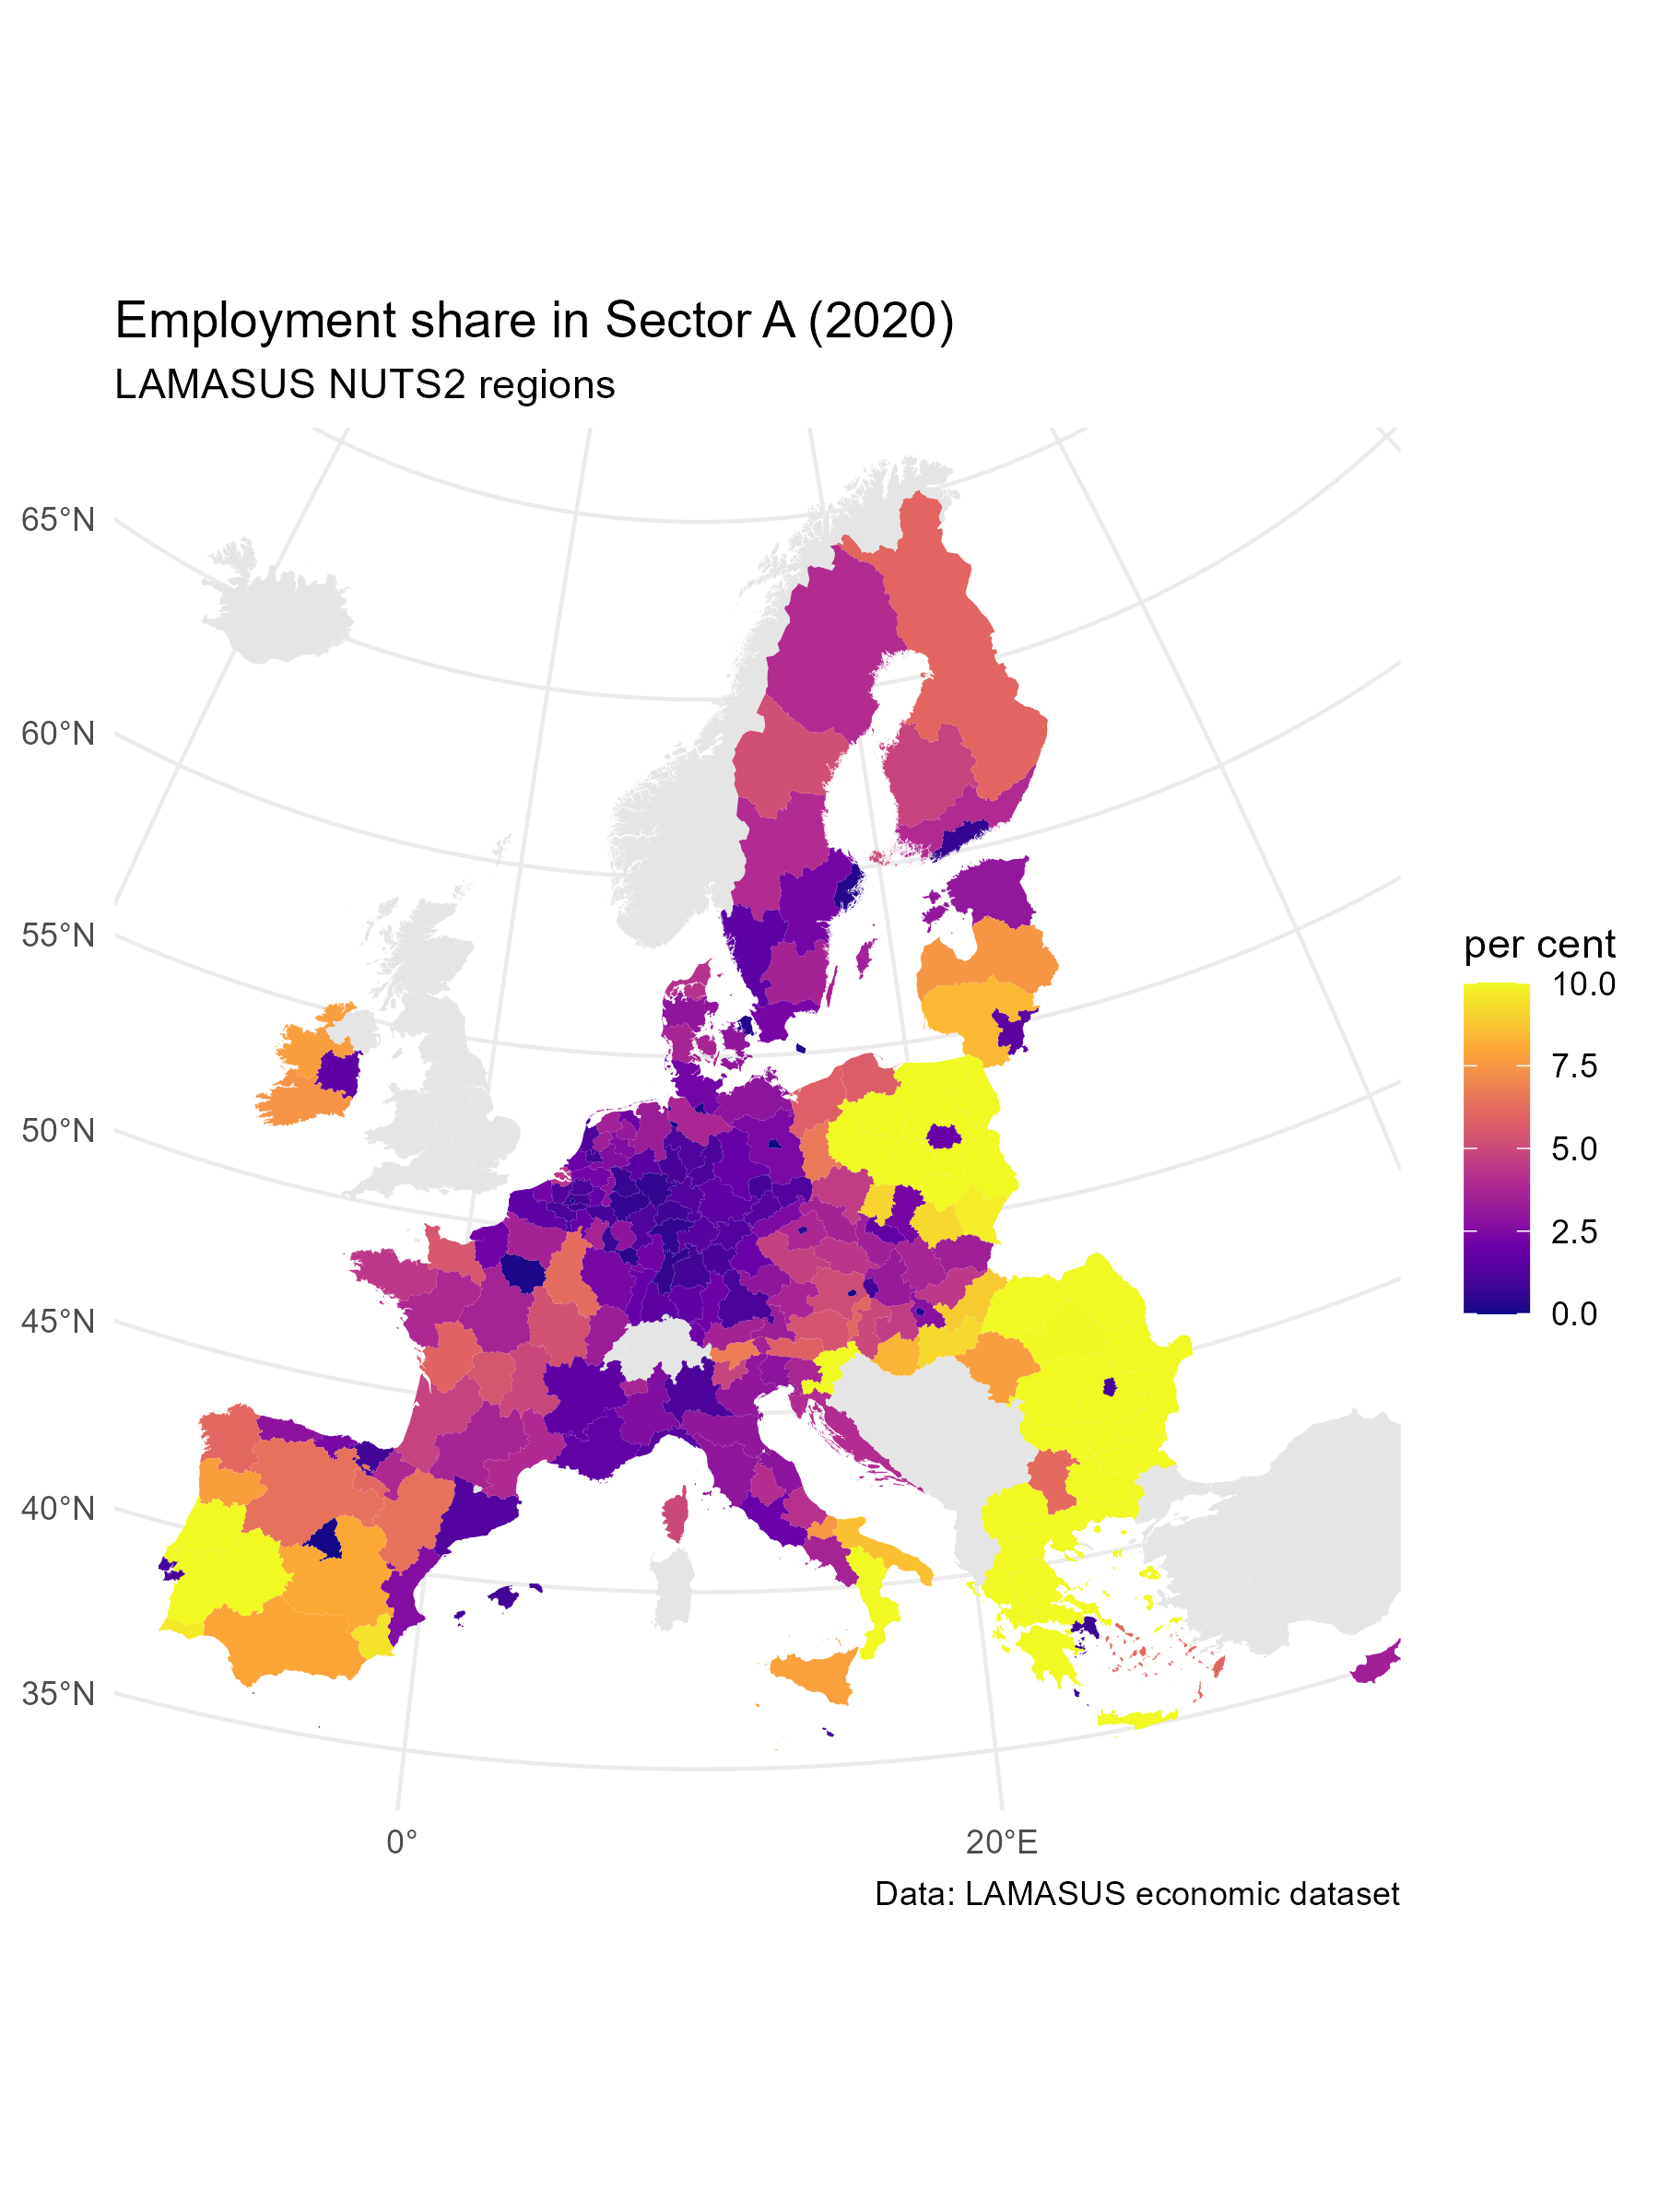 Employment share in Sector A (2020)
LAMASUS NUTS2 regions
65°N
60°N
55°N
50°N
45°N
40°N
35°N
0°
20°E
per cent
10.0
7.5
5.0
2.5
0.0
Data: LAMASUS economic dataset